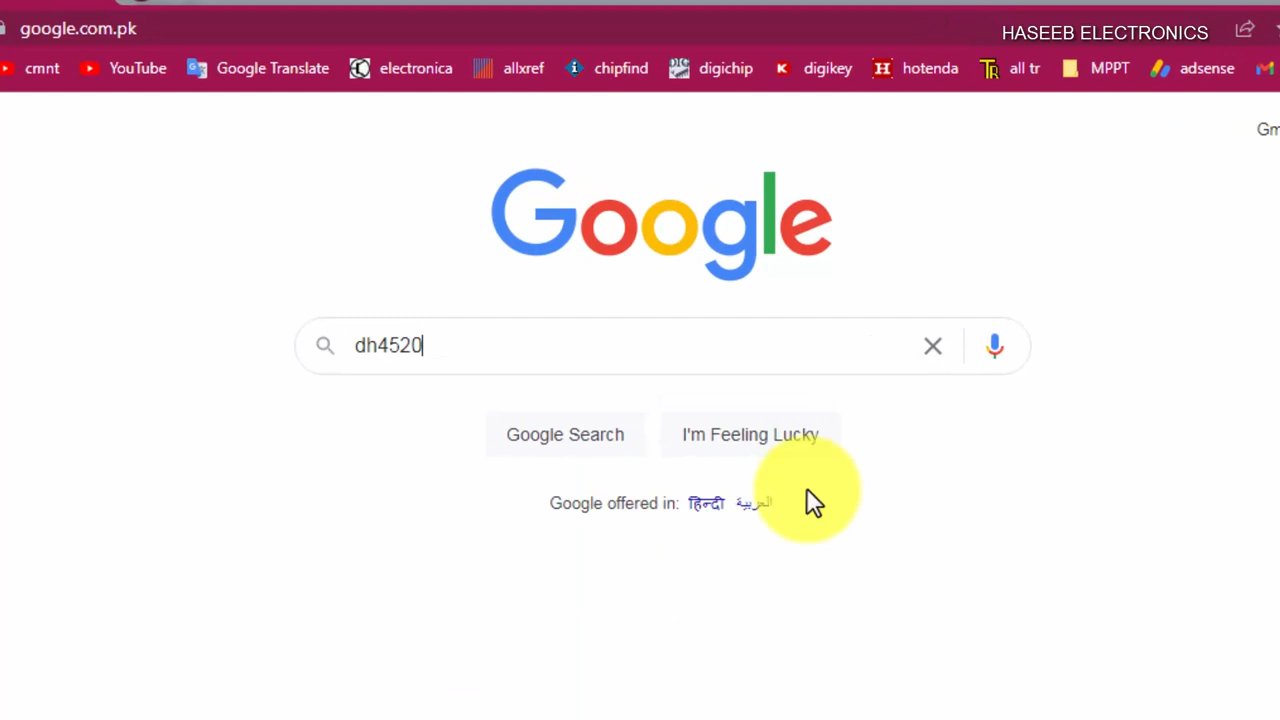 google.com.pk
HASEEB ELECTRONICS
cmnt YouTube Google Translate electronica allxref chipfind digichip digikey hotenda all tr MPPT adsense
Google
dh4520
Google Search I'm Feeling Lucky
Google offered in: हिन्दी العربية